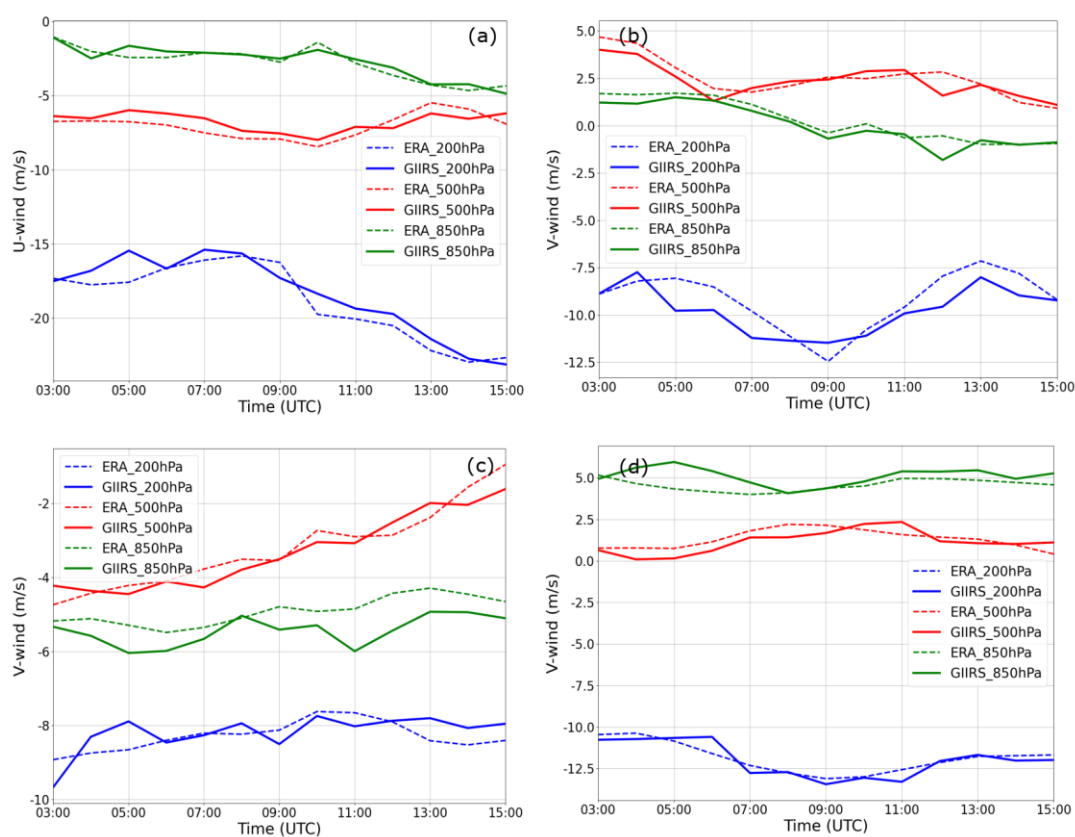 (a)
U-wind (m/s)
0
-5
-10
-15
-20
ERA_200hPa
GIIRS_200hPa
ERA_500hPa
GIIRS_500hPa
ERA_850hPa
GIIRS_850hPa
03:00 05:00 07:00 09:00 11:00 13:00 15:00
Time (UTC)
(b)
V-wind (m/s)
5.0
2.5
0.0
-2.5
-5.0
-7.5
-10.0
-12.5
ERA_200hPa
GIIRS_200hPa
ERA_500hPa
GIIRS_500hPa
ERA_850hPa
GIIRS_850hPa
03:00 05:00 07:00 09:00 11:00 13:00 15:00
Time (UTC)
(c)
V-wind (m/s)
-2
-4
-6
-8
-10
ERA_200hPa
GIIRS_200hPa
ERA_500hPa
GIIRS_500hPa
ERA_850hPa
GIIRS_850hPa
03:00 05:00 07:00 09:00 11:00 13:00 15:00
Time (UTC)
(d)
V-wind (m/s)
5.0
2.5
0.0
-2.5
-5.0
-7.5
-10.0
-12.5
ERA_200hPa
GIIRS_200hPa
ERA_500hPa
GIIRS_500hPa
ERA_850hPa
GIIRS_850hPa
03:00 05:00 07:00 09:00 11:00 13:00 15:00
Time (UTC)